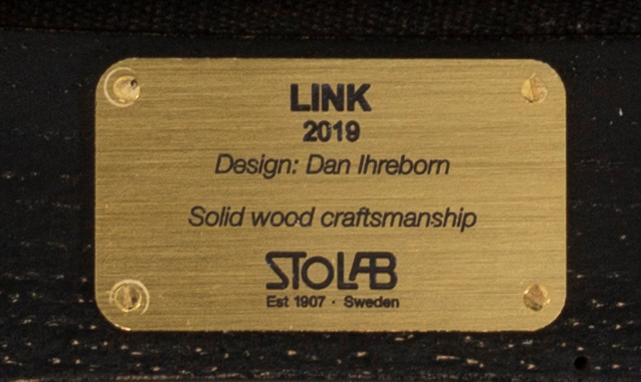 LINK
2019
Design: Dan Ihreborn
Solid wood craftsmanship
STOLAB
Est 1907 · Sweden